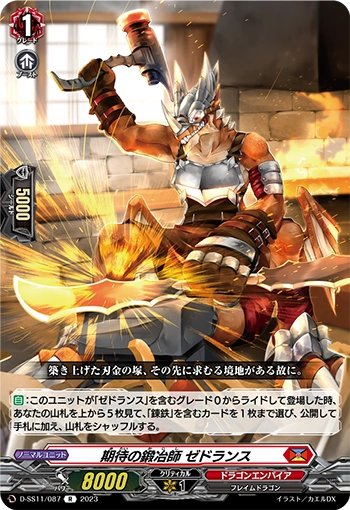 1
グレード
ブースト
5000
シールド
築き上げた刃金の塚、その先に求む境地がある故に。
自:このユニットが「ゼドランス」を含むグレード0からライドして登場した時、
あなたの山札を上から5枚見て、「錬鉄」を含むカードを1枚まで選び、公開して
手札に加え、山札をシャッフルする。
ノーマルユニット
期待の鍛冶師 ゼドランス
D-SS11/087 R 2023
パワー 8000
クリティカル
1
ドラゴンエンパイア
フレイムドラゴン
イラスト/カエルDX